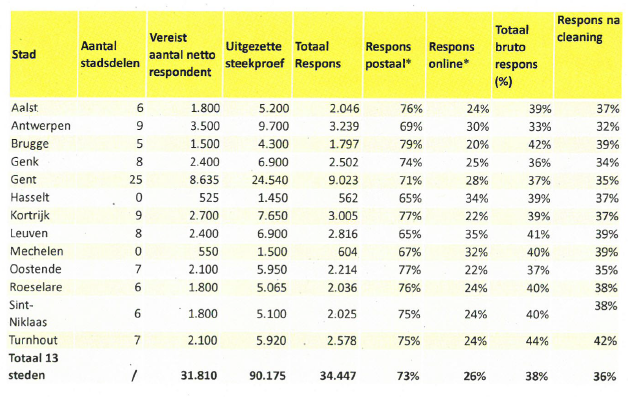 Stad Aantal stadsdelen Vereist aantal netto respondent Uitgezette steekproef Totaal Respons Respons postaal* Respons online* Totaal bruto respons (%) Respons na cleaning
Aalst 6 1.800 5.200 2.046 76% 24% 39% 37%
Antwerpen 9 3.500 9.700 3.239 69% 30% 33% 32%
Brugge 5 1.500 4.300 1.797 79% 20% 42% 39%
Genk 8 2.400 6.900 2.502 74% 25% 36% 34%
Gent 25 8.635 24.540 9.023 71% 28% 37% 35%
Hasselt 0 525 1.450 562 65% 34% 39% 37%
Kortrijk 9 2.700 7.650 3.005 77% 22% 39% 37%
Leuven 8 2.400 6.900 2.816 65% 35% 41% 39%
Mechelen 0 550 1.500 604 67% 32% 40% 39%
Oostende 7 2.100 5.950 2.214 77% 22% 37% 35%
Roeselare 6 1.800 5.065 2.036 76% 24% 40% 38%
Sint-Niklaas 6 1.800 5.100 2.025 75% 24% 40% 38%
Turnhout 7 2.100 5.920 2.578 75% 24% 44% 42%
Totaal 13 steden / 31.810 90.175 34.447 73% 26% 38% 36%